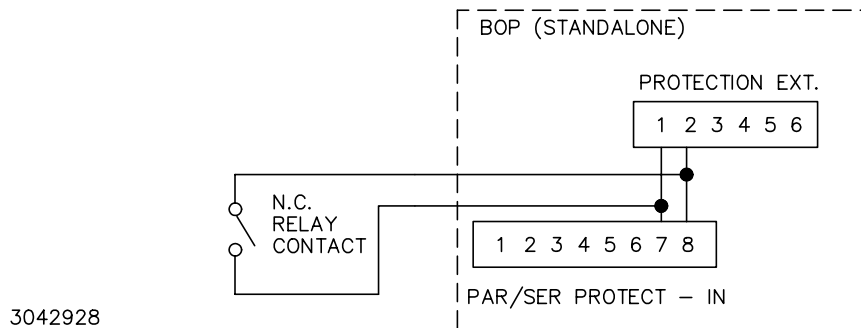 BOP (STANDALONE)
PROTECTION EXT.
1 2 3 4 5 6
N.C.
RELAY
CONTACT
1 2 3 4 5 6 7 8
PAR/SER PROTECT – IN
3042928